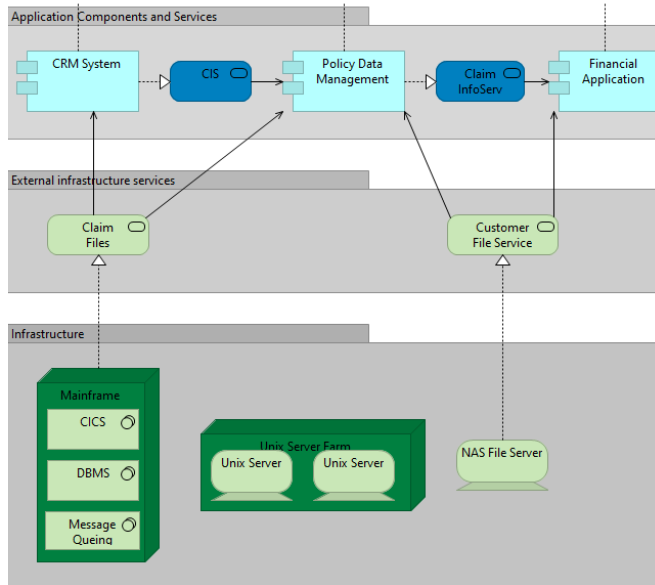 Application Components and Services
CRM System
CIS
Policy Data
Management
Claim
InfoServ
Financial
Application
External infrastructure services
Claim
Files
Customer
File Service
Infrastructure
Mainframe
CICS
DBMS
Message
Queing
Unix Server Farm
Unix Server
Unix Server
NAS File Server